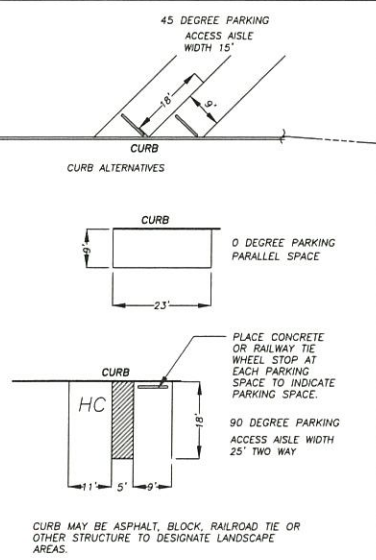 45 DEGREE PARKING
ACCESS AISLE
WIDTH 15'
18'
9'
CURB
CURB ALTERNATIVES
CURB
9'
0 DEGREE PARKING
PARALLEL SPACE
23'
PLACE CONCRETE
OR RAILWAY TIE
WHEEL STOP AT
EACH PARKING
SPACE TO INDICATE
PARKING SPACE.
CURB
HC
18'
90 DEGREE PARKING
ACCESS AISLE WIDTH
25' TWO WAY
11' 5' 9'
CURB MAY BE ASPHALT, BLOCK, RAILROAD TIE OR
OTHER STRUCTURE TO DESIGNATE LANDSCAPE
AREAS.